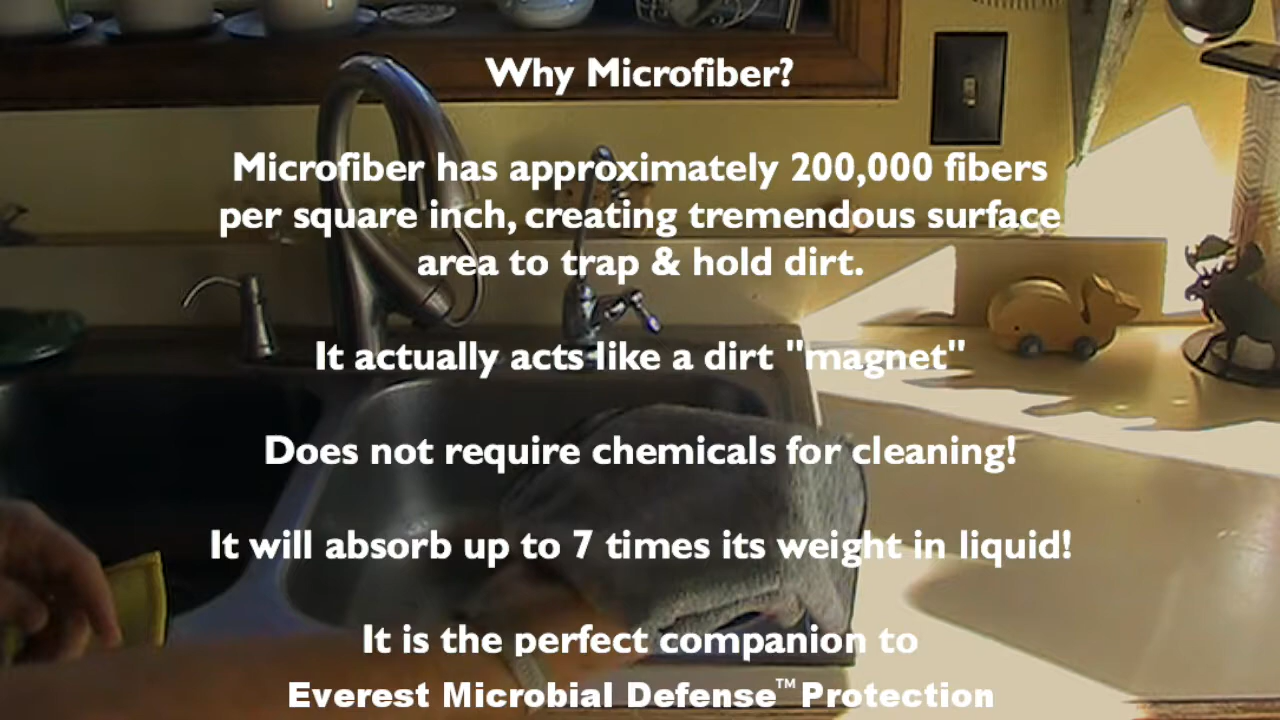 Why Microfiber?
Microfiber has approximately 200,000 fibers
per square inch, creating tremendous surface
area to trap & hold dirt.
It actually acts like a dirt "magnet"
Does not require chemicals for cleaning!
It will absorb up to 7 times its weight in liquid!
It is the perfect companion to
Everest Microbial Defense™ Protection